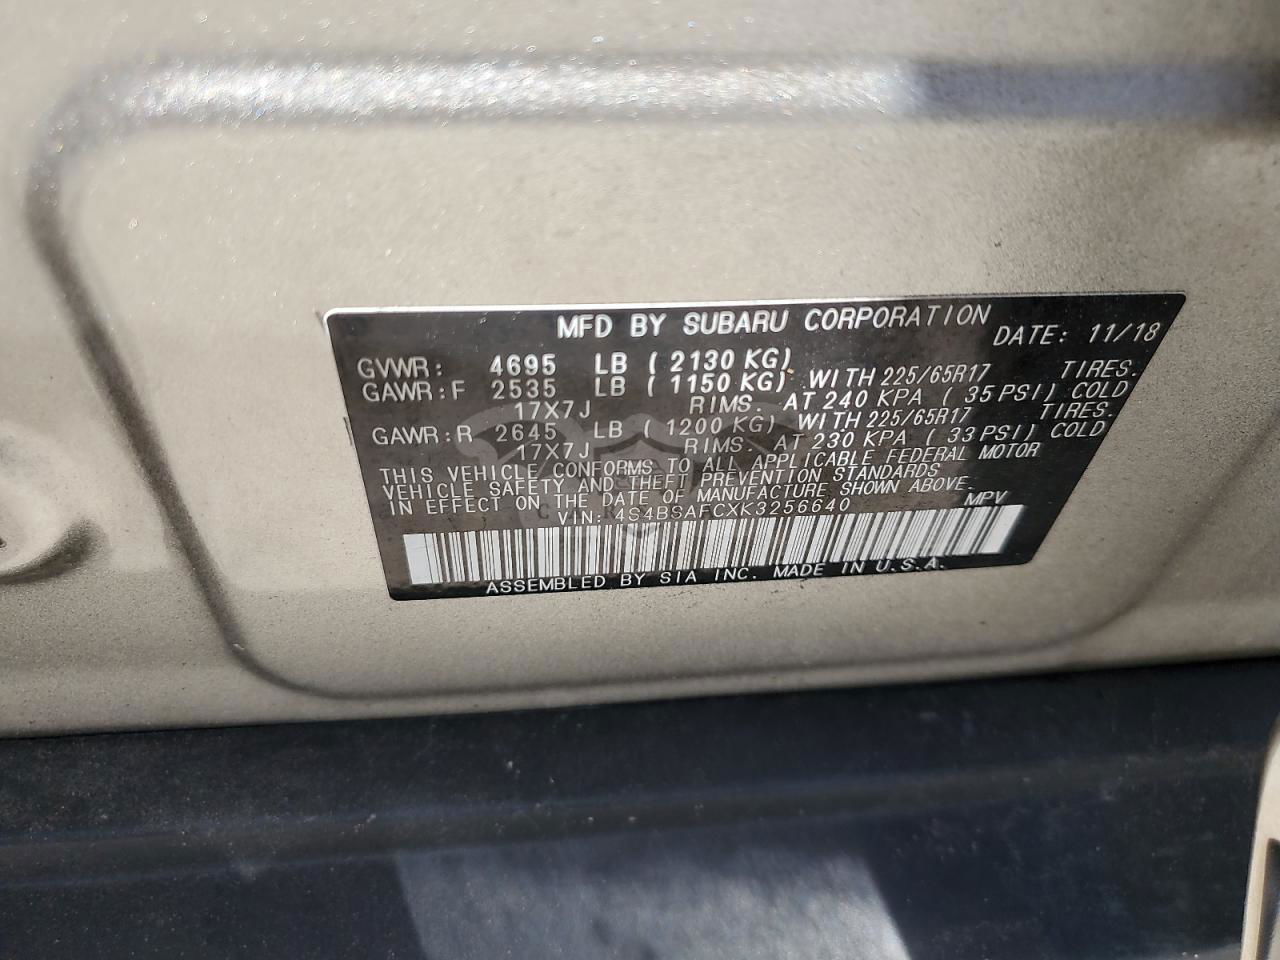 MFD BY SUBARU CORPORATION DATE: 11/18
GVWR: 4695 LB ( 2130 KG)
GAWR:F 2535 LB ( 1150 KG) WITH 225/65R17 TIRES.
17X7J RIMS. AT 240 KPA ( 35 PSI) COLD
GAWR:R 2645 LB ( 1200 KG) WITH 225/65R17 TIRES.
17X7J RIMS. AT 230 KPA ( 33 PSI) COLD
THIS VEHICLE CONFORMS TO ALL APPLICABLE FEDERAL MOTOR
VEHICLE SAFETY AND THEFT PREVENTION STANDARDS
IN EFFECT ON THE DATE OF MANUFACTURE SHOWN ABOVE.
VIN: 4S4BSAFCXK3256640 MPV
ASSEMBLED BY SIA INC. MADE IN U.S.A.